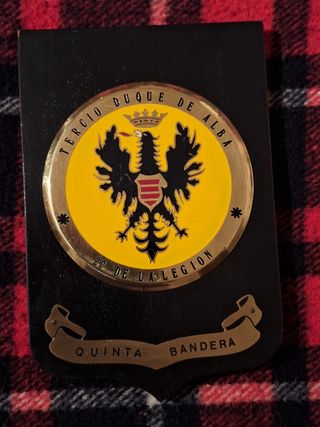 TERCIO DUQUE DE ALBA
2º DE LA LEGION
QUINTA BANDERA